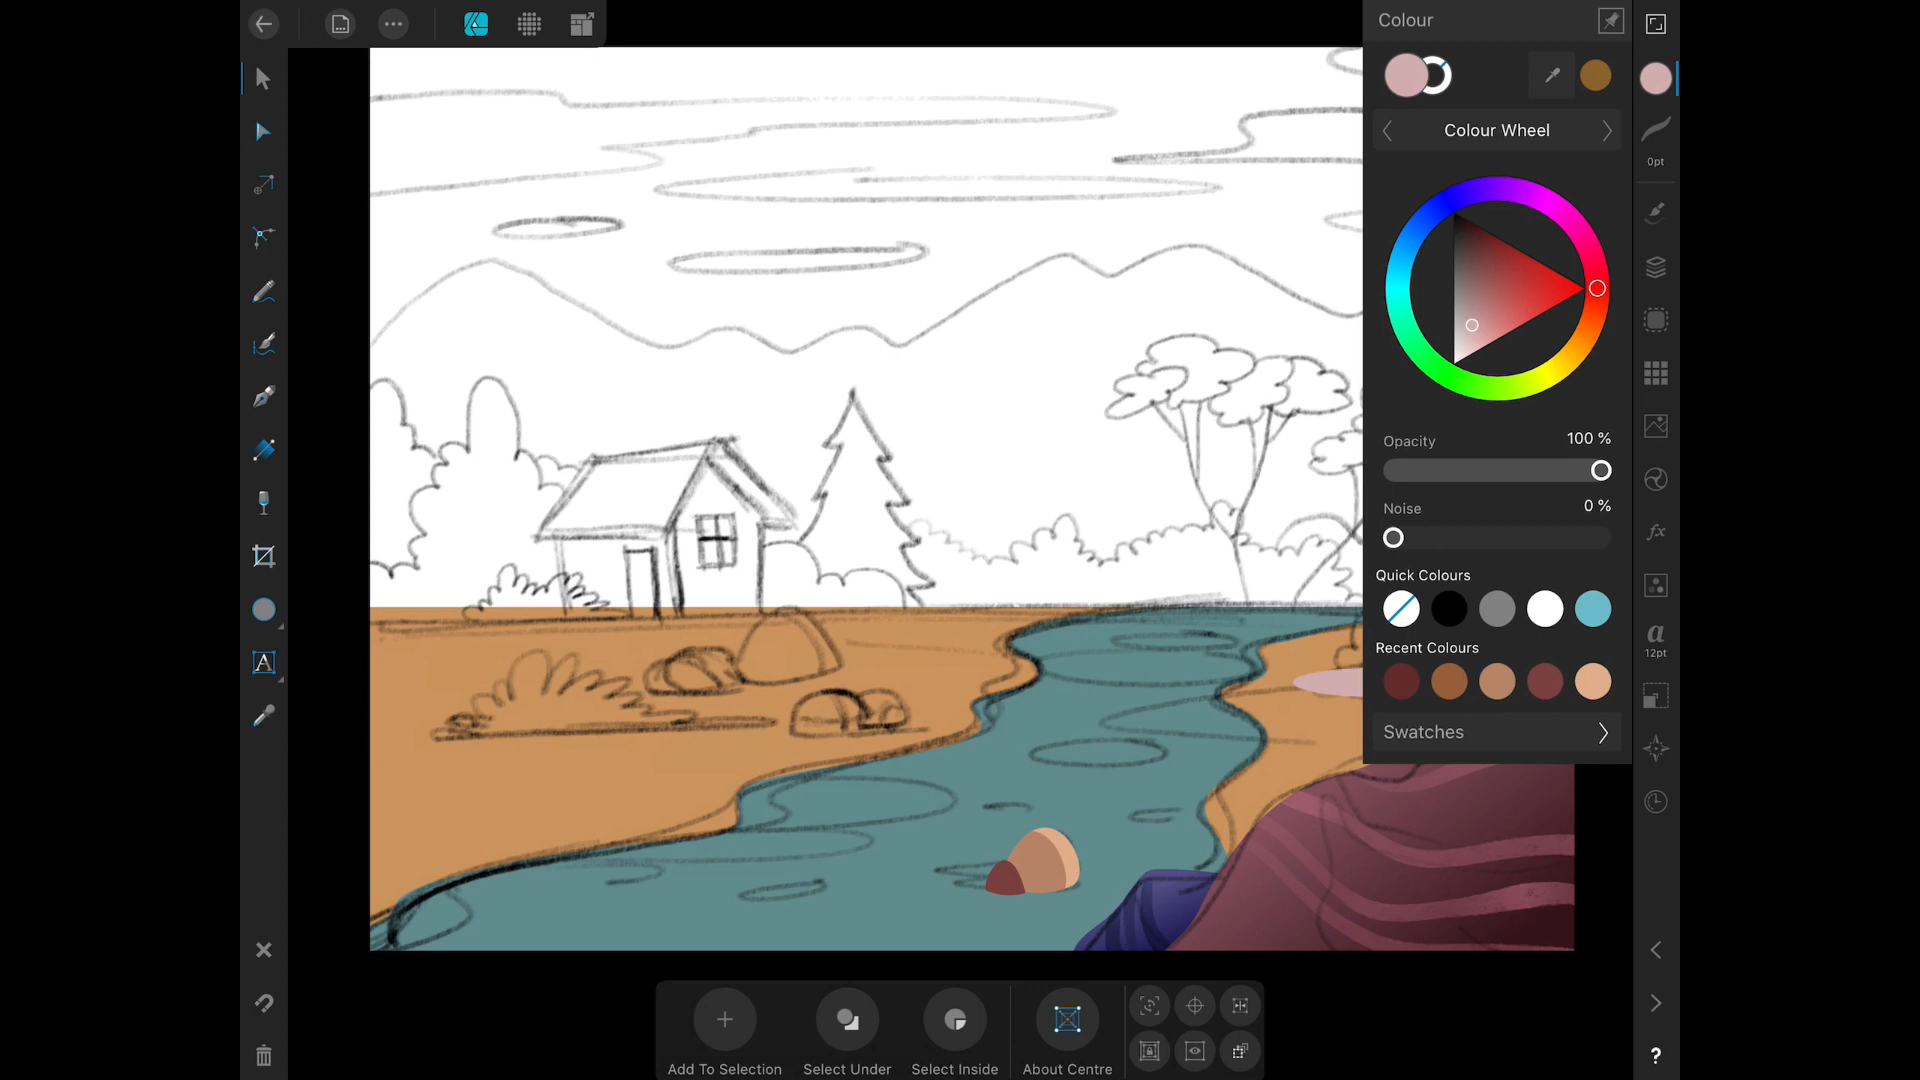 Colour
Colour Wheel
0pt
Opacity
100 %
Noise
0 %
Quick Colours
Recent Colours
a
12pt
fx
A
Swatches
Add To Selection
Select Under
Select Inside
About Centre
?